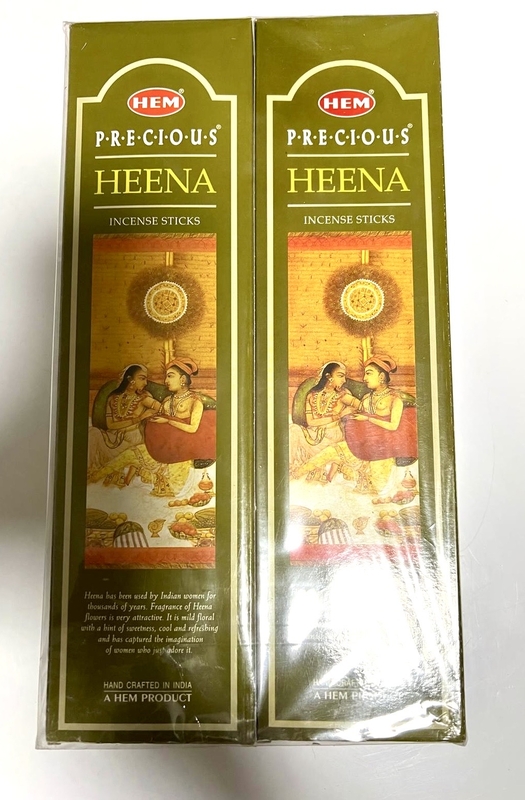 HEM®
P·R·E·C·I·O·U·S®
HEENA
INCENSE STICKS
Heena has been used by Indian women for
thousands of years. Fragrance of Heena
flowers is very attractive. It is mild floral
with a hint of sweetness, cool and refreshing
and has captured the imagination
of women who just adore it.
HAND CRAFTED IN INDIA
A HEM PRODUCT
HEM®
P·R·E·C·I·O·U·S®
HEENA
INCENSE STICKS
A HEM